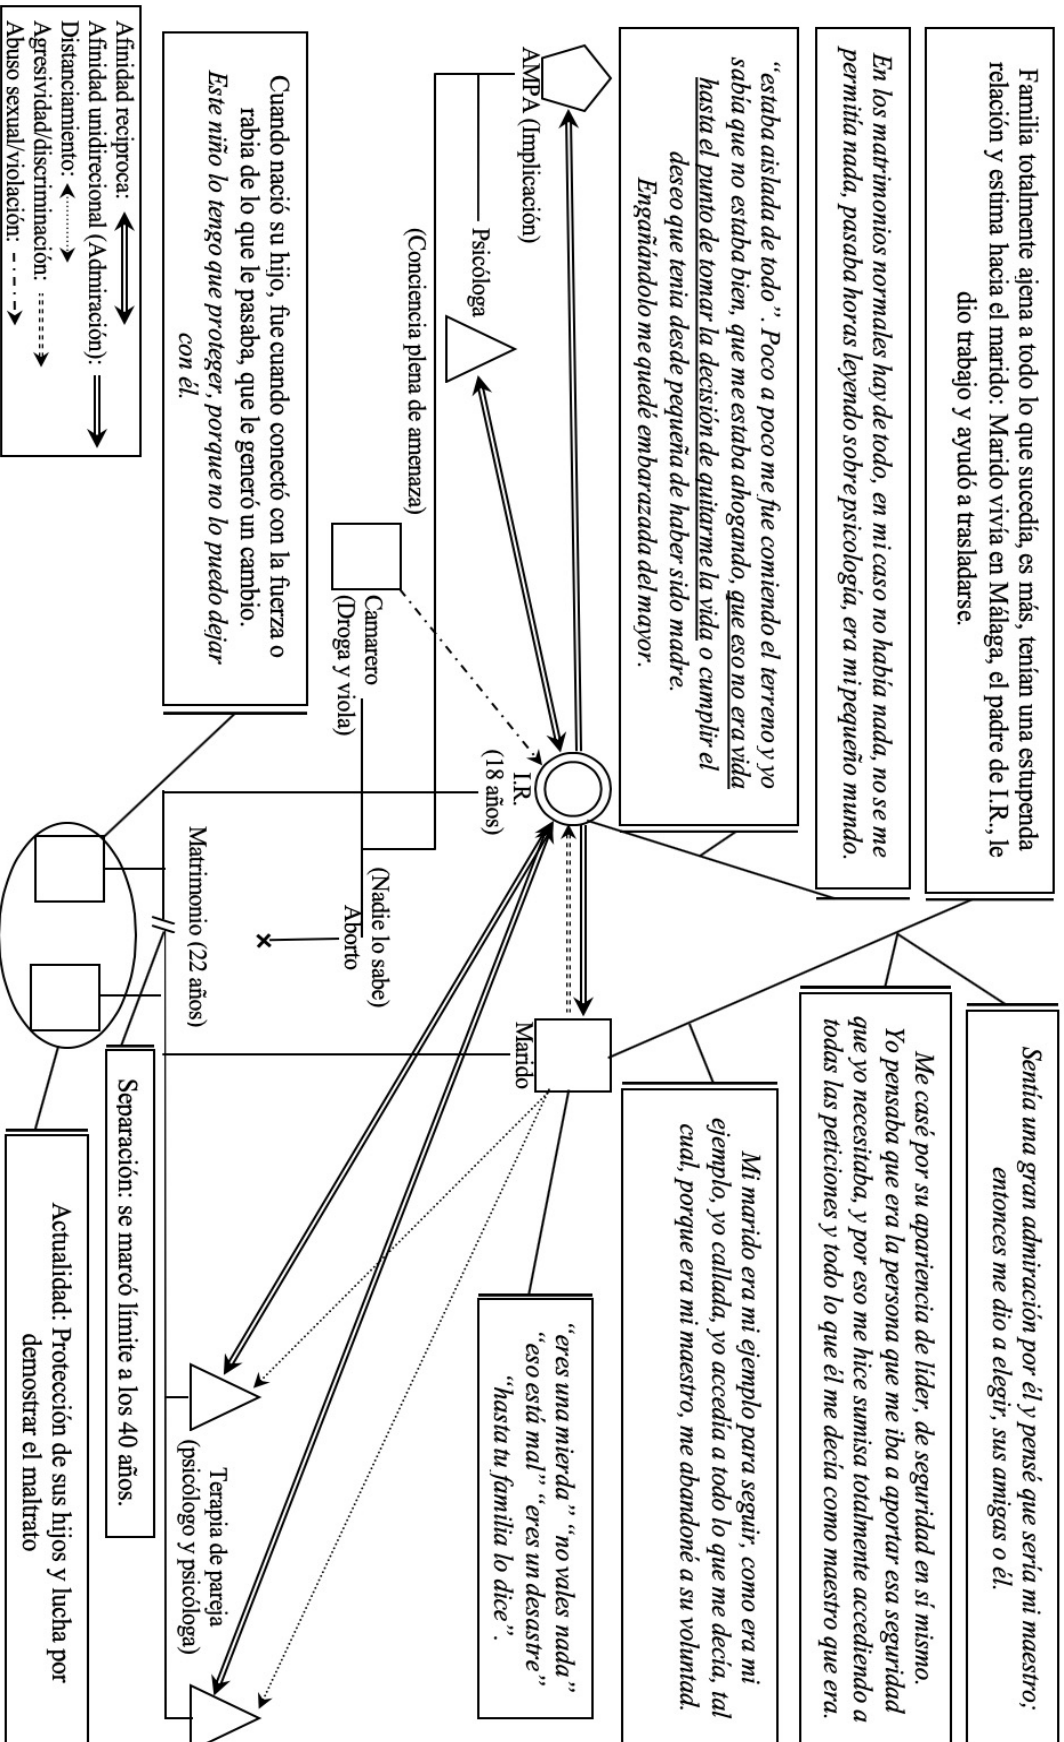 Familia totalmente ajena a todo lo que sucedía, es más, tenían una estupenda
relación y estima hacia el marido: Marido vivía en Málaga, el padre de I.R., le
dio trabajo y ayudó a trasladarse.
En los matrimonios normales hay de todo, en mi caso no había nada, no se me
permitía nada, pasaba horas leyendo sobre psicología, era mi pequeño mundo.
“estaba aislada de todo”. Poco a poco me fue comiendo el terreno y yo
sabía que no estaba bien, que me estaba ahogando, que eso no era vida
hasta el punto de tomar la decisión de quitarme la vida o cumplir el
deseo que tenia desde pequeña de haber sido madre.
Engañándolo me quedé embarazada del mayor.
Sentía una gran admiración por él y pensé que sería mi maestro;
entonces me dio a elegir, sus amigas o él.
Me casé por su apariencia de líder, de seguridad en sí mismo.
Yo pensaba que era la persona que me iba a aportar esa seguridad
que yo necesitaba, y por eso me hice sumisa totalmente accediendo a
todas las peticiones y todo lo que él me decía como maestro que era.
Mi marido era mi ejemplo para seguir, como era mi
ejemplo, yo callada, yo accedía a todo lo que me decía, tal
cual, porque era mi maestro, me abandoné a su voluntad.
AMPA (Implicación)
Psicóloga
(Conciencia plena de amenaza)
I.R.
(18 años)
Marido
“eres una mierda” “no vales nada”
“eso está mal” “eres un desastre”
“hasta tu familia lo dice”.
Camarero
(Droga y viola)
(Nadie lo sabe)
Aborto
Cuando nació su hijo, fue cuando conectó con la fuerza o
rabia de lo que le pasaba, que le generó un cambio.
Este niño lo tengo que proteger, porque no lo puedo dejar
con él.
Matrimonio (22 años)
Terapia de pareja
(psicólogo y psicóloga)
Separación: se marcó límite a los 40 años.
Actualidad: Protección de sus hijos y lucha por
demostrar el maltrato
Afinidad reciproca:
Afinidad unidirecional (Admiración):
Distanciamiento:
Agresividad/discriminación:
Abuso sexual/violación: